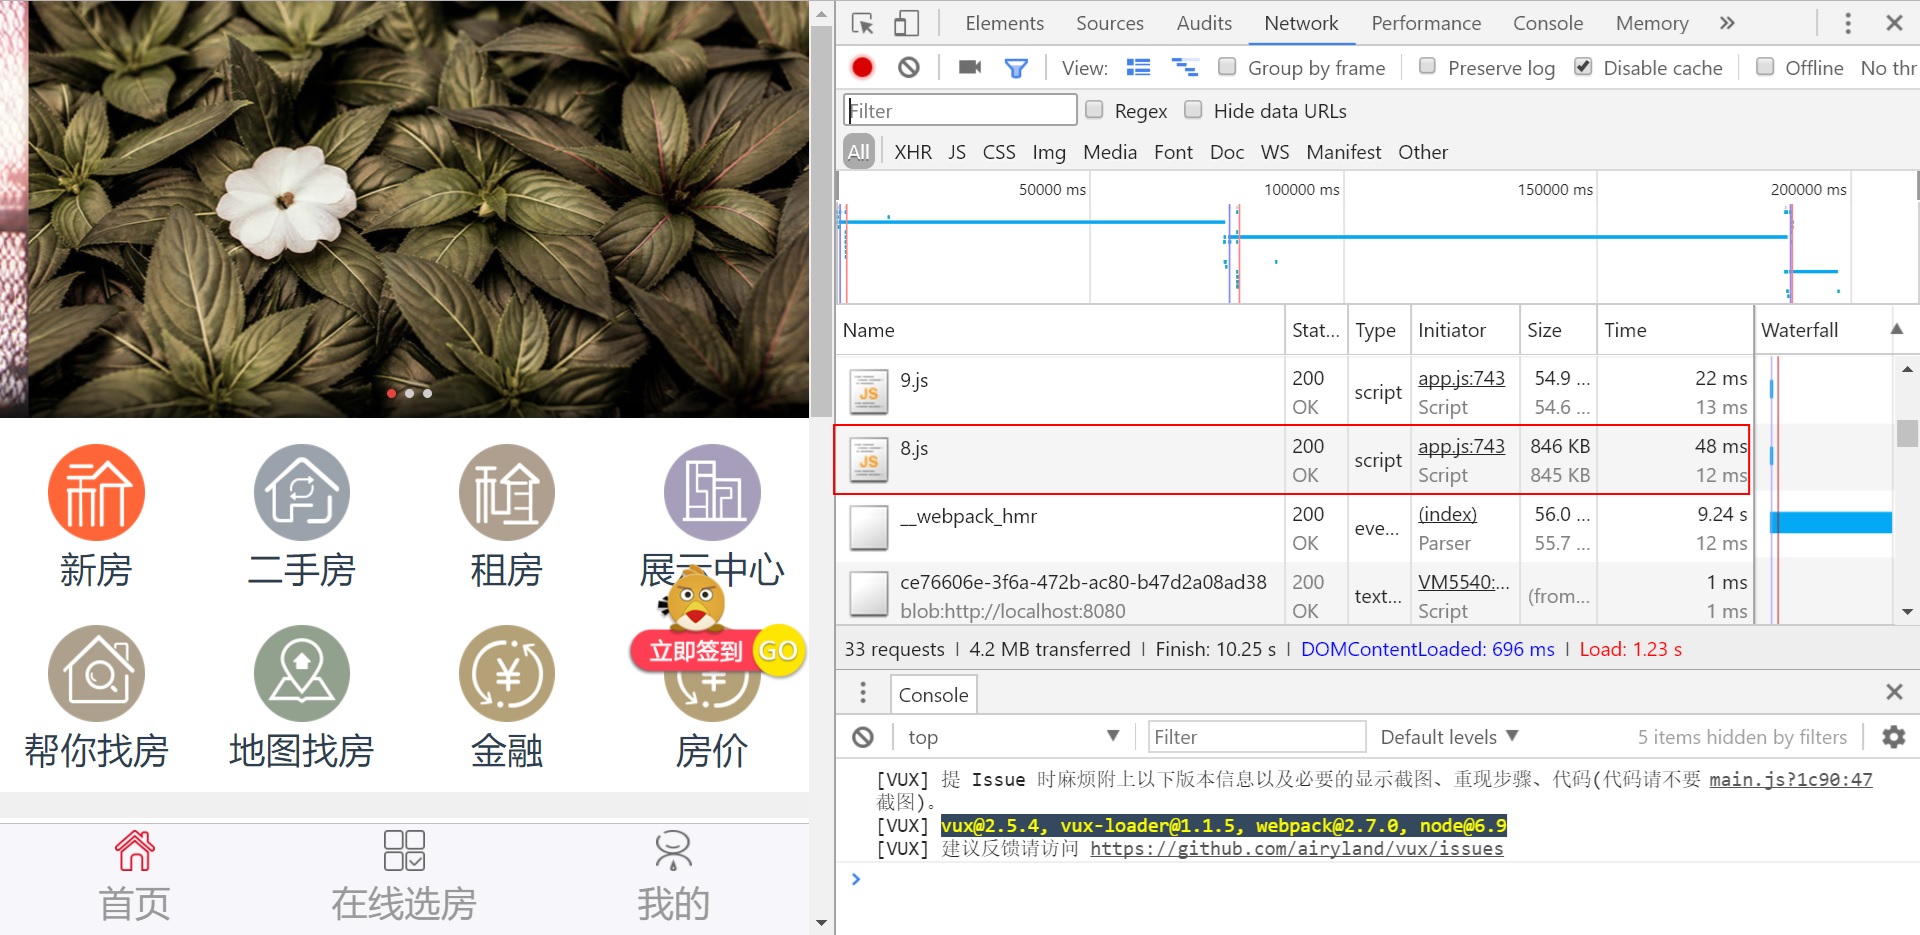 新房
二手房
租房
展示中心
立即签到 GO
帮你找房
地图找房
金融
房价
首页
在线选房
我的
Elements Sources Audits Network Performance Console Memory »
View: Group by frame Preserve log Disable cache Offline No thr
Filter Regex Hide data URLs
All XHR JS CSS Img Media Font Doc WS Manifest Other
50000 ms 100000 ms 150000 ms 200000 ms
Name Stat... Type Initiator Size Time Waterfall
9.js 200 OK script app.js:743 Script 54.9 ... 54.6 ... 22 ms 13 ms
8.js 200 OK script app.js:743 Script 846 KB 845 KB 48 ms 12 ms
__webpack_hmr 200 OK eve... (index) Parser 56.0 ... 55.7 ... 9.24 s 12 ms
ce76606e-3f6a-472b-ac80-b47d2a08ad38 200 text... VM5540:... (from... 1 ms
blob:http://localhost:8080 OK Script 1 ms
33 requests | 4.2 MB transferred | Finish: 10.25 s | DOMContentLoaded: 696 ms | Load: 1.23 s
Console
top Filter Default levels 5 items hidden by filters
[VUX] 提 Issue 时麻烦附上以下版本信息以及必要的显示截图、重现步骤、代码(代码请不要 main.js?1c90:47
截图)。
[VUX] vux@2.5.4, vux-loader@1.1.5, webpack@2.7.0, node@6.9
[VUX] 建议反馈请访问 https://github.com/airyland/vux/issues